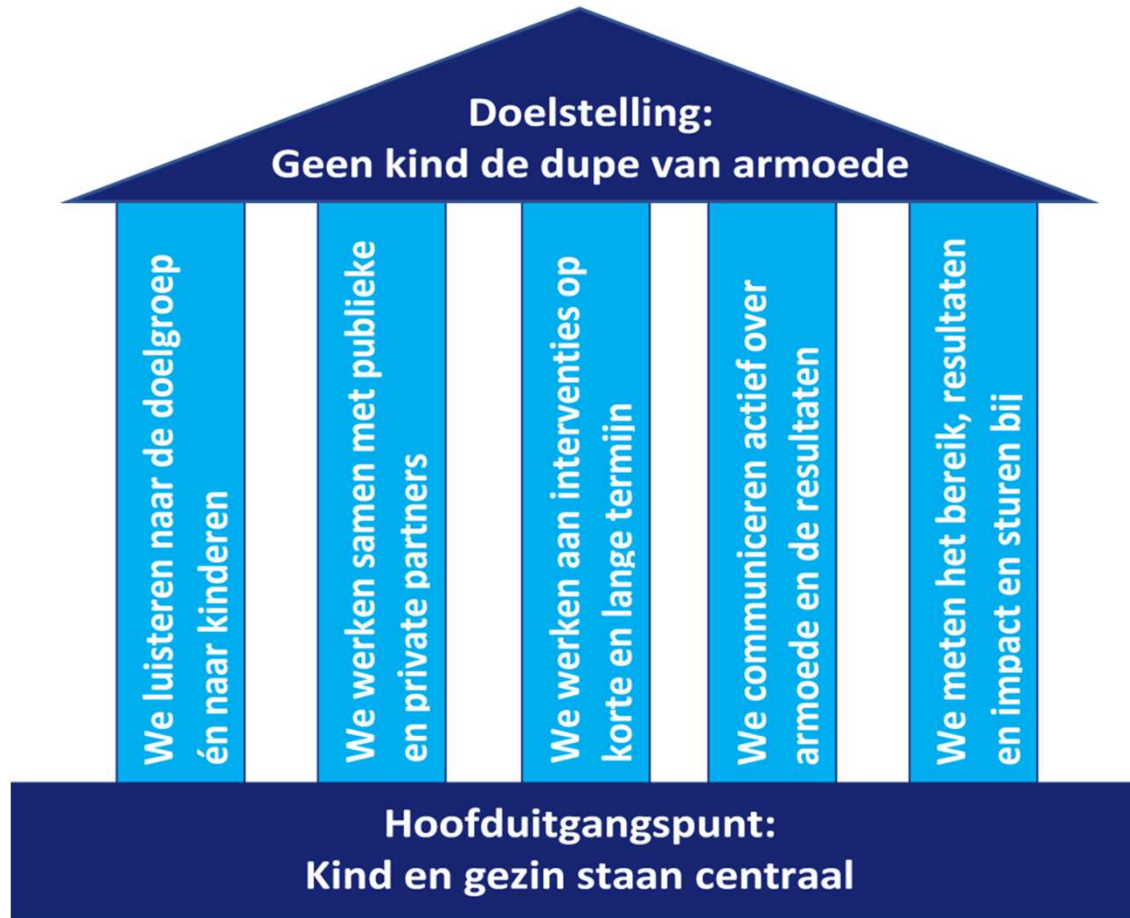 Doelstelling:
Geen kind de dupe van armoede
We luisteren naar de doelgroep
én naar kinderen
We werken samen met publieke
en private partners
We werken aan interventies op
korte en lange termijn
We communiceren actief over
armoede en de resultaten
We meten het bereik, resultaten
en impact en sturen bij
Hoofduitgangspunt:
Kind en gezin staan centraal